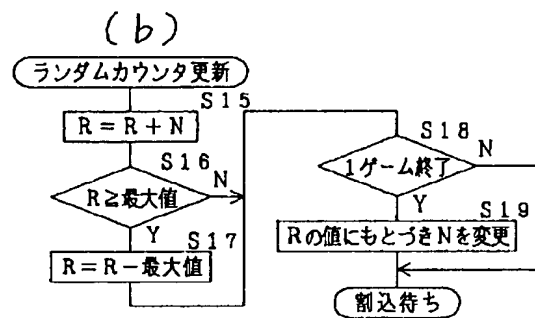 (b)
ランダムカウンタ更新
S15
R=R+N
S16
R≧最大値
N
Y
S17
R=R-最大値
S18
1ゲーム終了
N
Y
S19
Rの値にもとづきNを変更
割込待ち